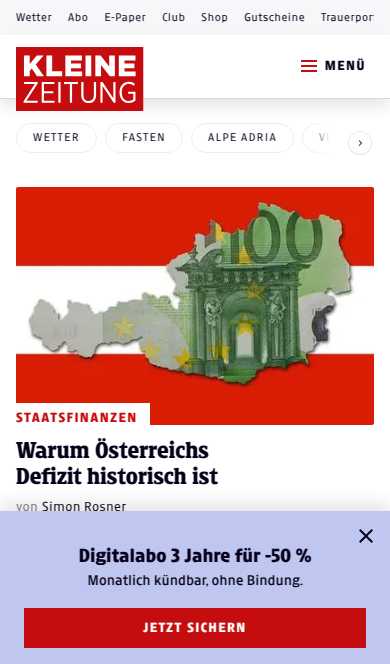 Wetter Abo E-Paper Club Shop Gutscheine
KLEINE
ZEITUNG
MENÜ
WETTER FASTEN ALPE ADRIA
100
STAATSFINANZEN
Warum Österreichs
Defizit historisch ist
von Simon Rosner
Digitalabo 3 Jahre für -50 %
Monatlich kündbar, ohne Bindung.
JETZT SICHERN